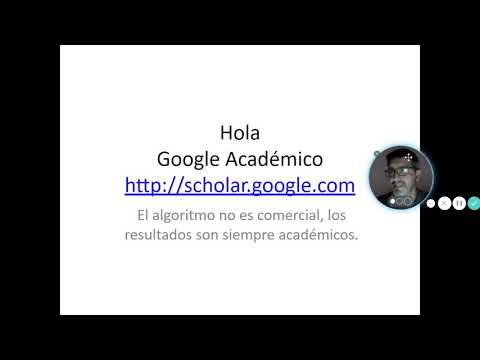 Hola
Google Académico
http://scholar.google.com
El algoritmo no es comercial, los
resultados son siempre académicos.